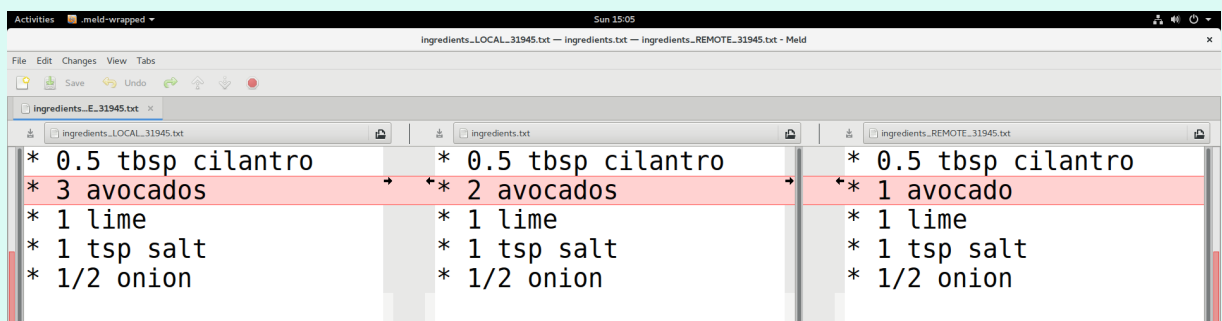 Activities .meld-wrapped Sun 15:05
ingredients_LOCAL_31945.txt — ingredients.txt — ingredients_REMOTE_31945.txt - Meld
File Edit Changes View Tabs
Save Undo
ingredients...E_31945.txt
ingredients_LOCAL_31945.txt ingredients.txt ingredients_REMOTE_31945.txt
* 0.5 tbsp cilantro
* 3 avocados
* 1 lime
* 1 tsp salt
* 1/2 onion
* 0.5 tbsp cilantro
* 2 avocados
* 1 lime
* 1 tsp salt
* 1/2 onion
* 0.5 tbsp cilantro
* 1 avocado
* 1 lime
* 1 tsp salt
* 1/2 onion